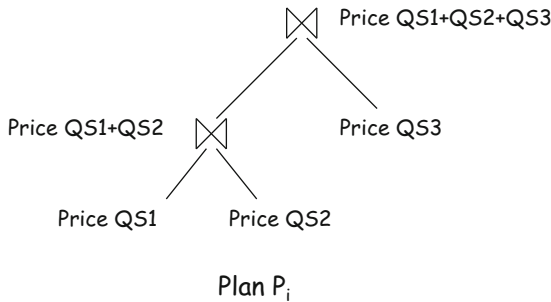 Price QS1+QS2+QS3
Price QS1+QS2
Price QS3
Price QS1
Price QS2
Plan Pi